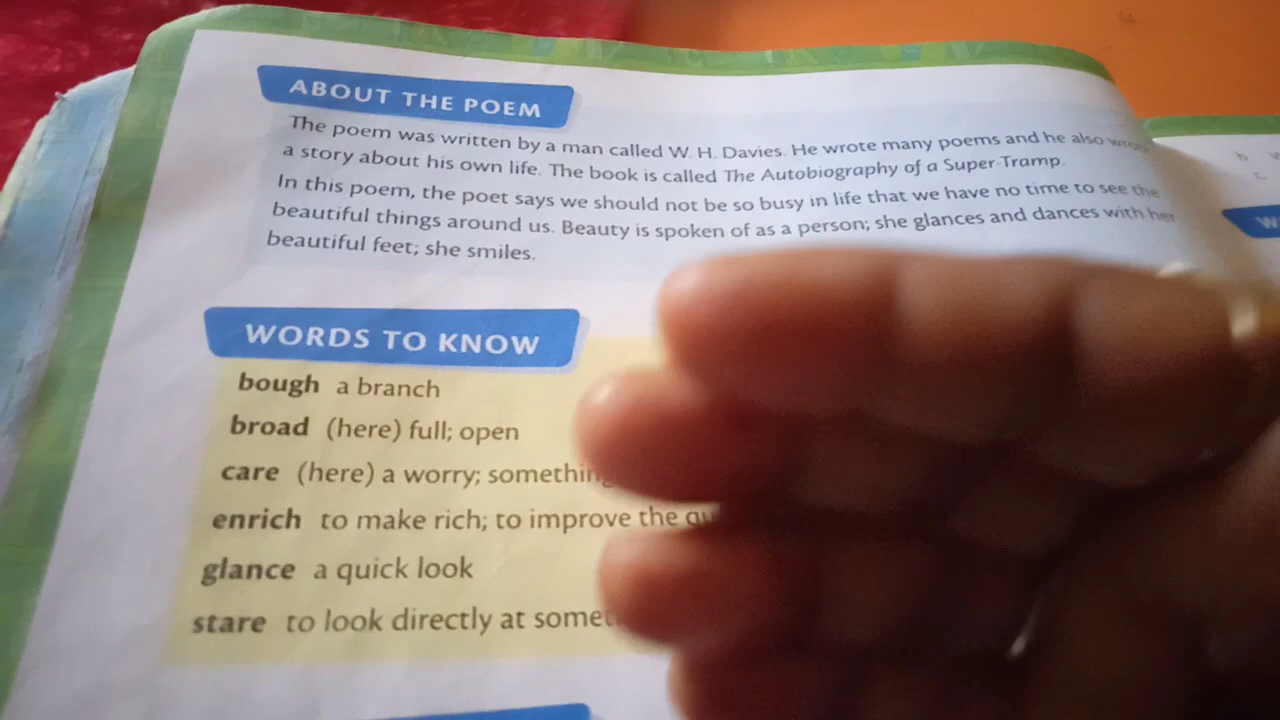 ABOUT THE POEM
The poem was written by a man called W. H. Davies. He wrote many poems and he also
a story about his own life. The book is called The Autobiography of a Super-Tramp.
In this poem, the poet says we should not be so busy in life that we have no time to see the
beautiful things around us. Beauty is spoken of as a person; she glances and dances with her
beautiful feet; she smiles.
WORDS TO KNOW
bough a branch
broad (here) full; open
care (here) a worry;
enrich to make rich; to improve the
glance a quick look
stare to look directly at